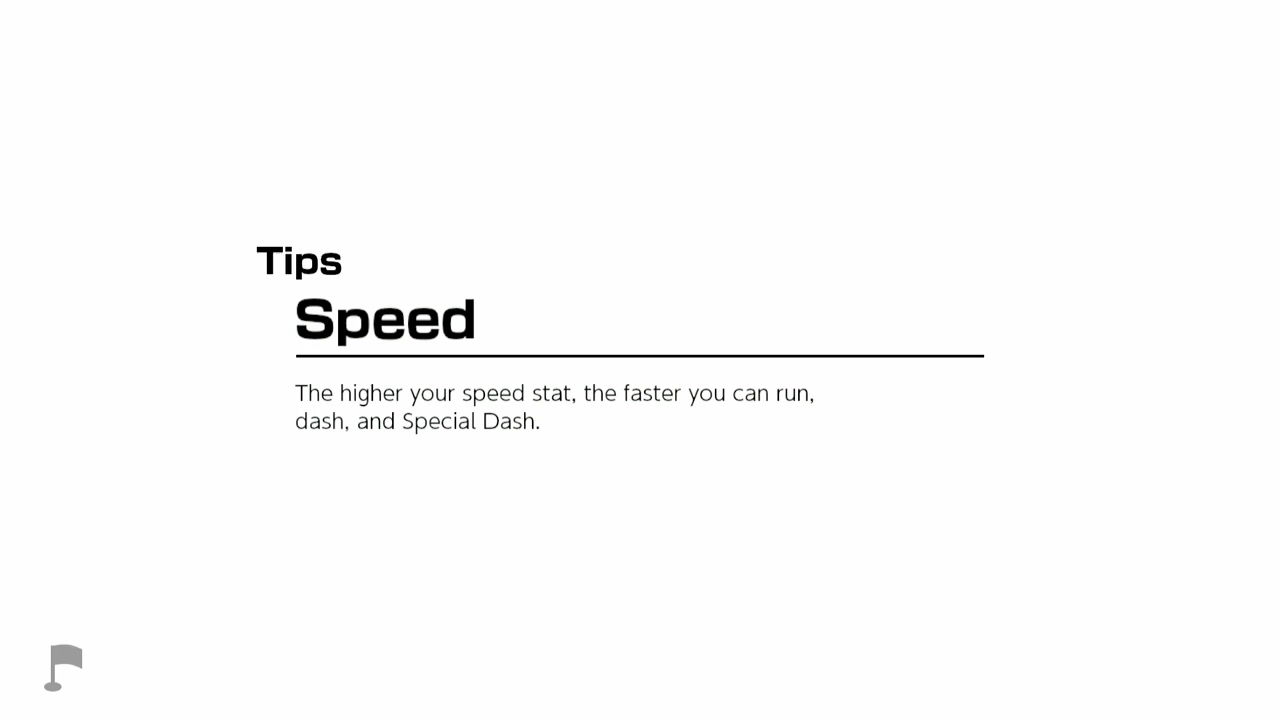 Tips
Speed
The higher your speed stat, the faster you can run,
dash, and Special Dash.